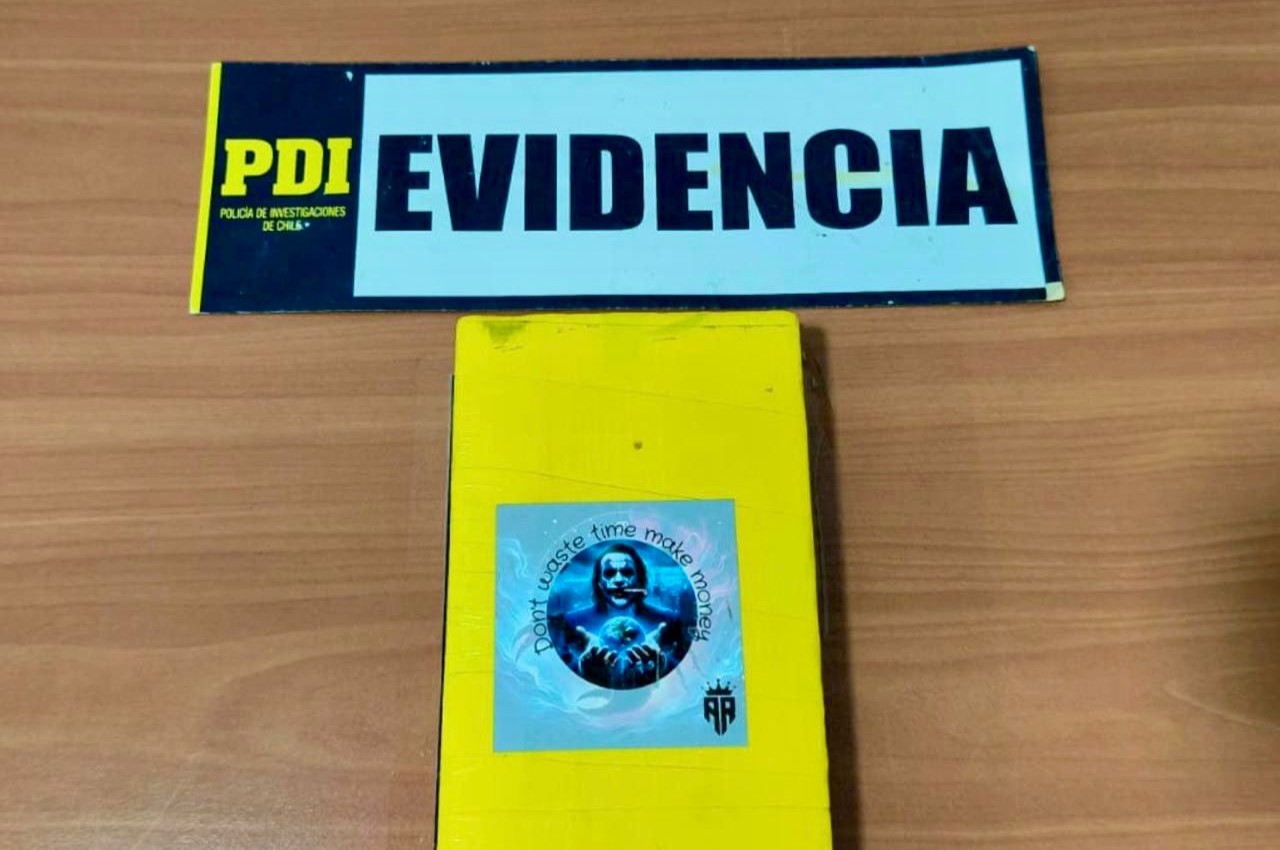 PDI
POLICÍA DE INVESTIGACIONES
DE CHILE
EVIDENCIA
Don't waste time make money
AA